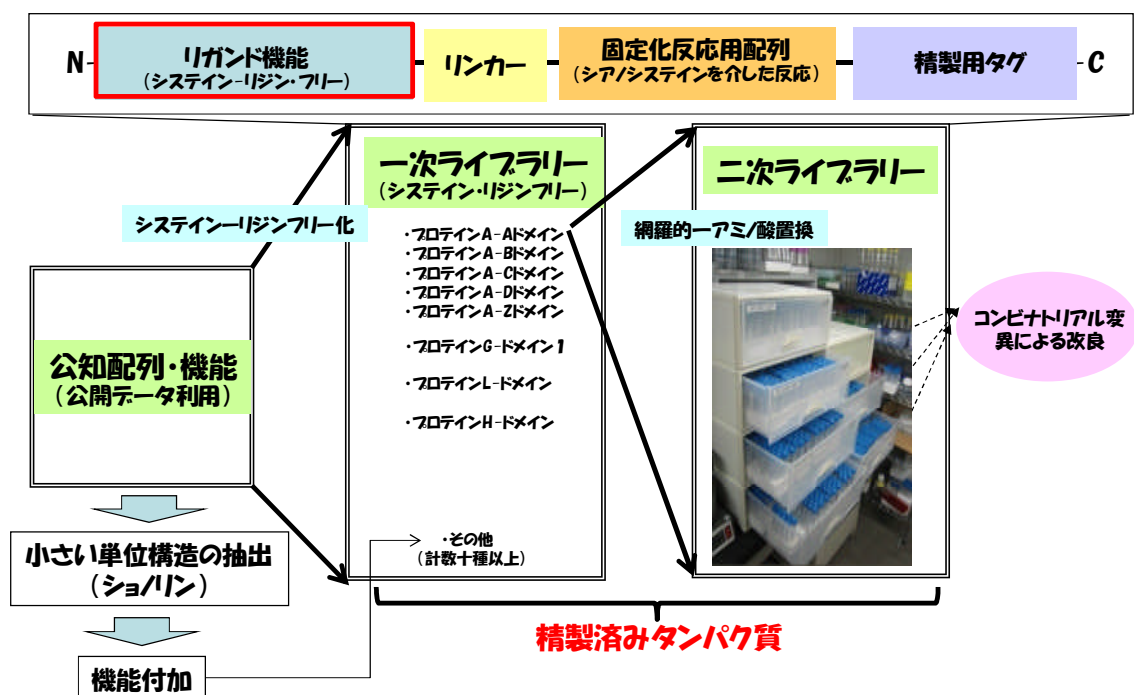 N
リガンド機能
(システイン-リジン・フリー)
リンカー
固定化反応用配列
(シアノシステインを介した反応)
精製用タグ
C
一次ライブラリー
(システイン・リジンフリー)
二次ライブラリー
システインーリジンフリー化
網羅的一アミノ酸置換
・プロテインA-Aドメイン
・プロテインA-Bドメイン
・プロテインA-Cドメイン
・プロテインA-Dドメイン
・プロテインA-Zドメイン
・プロテインG-ドメイン1
・プロテインL-ドメイン
・プロテインH-ドメイン
コンビナトリアル変
異による改良
公知配列・機能
(公開データ利用)
小さい単位構造の抽出
(ショノリン)
機能付加
・その他
(計数十種以上)
精製済みタンパク質